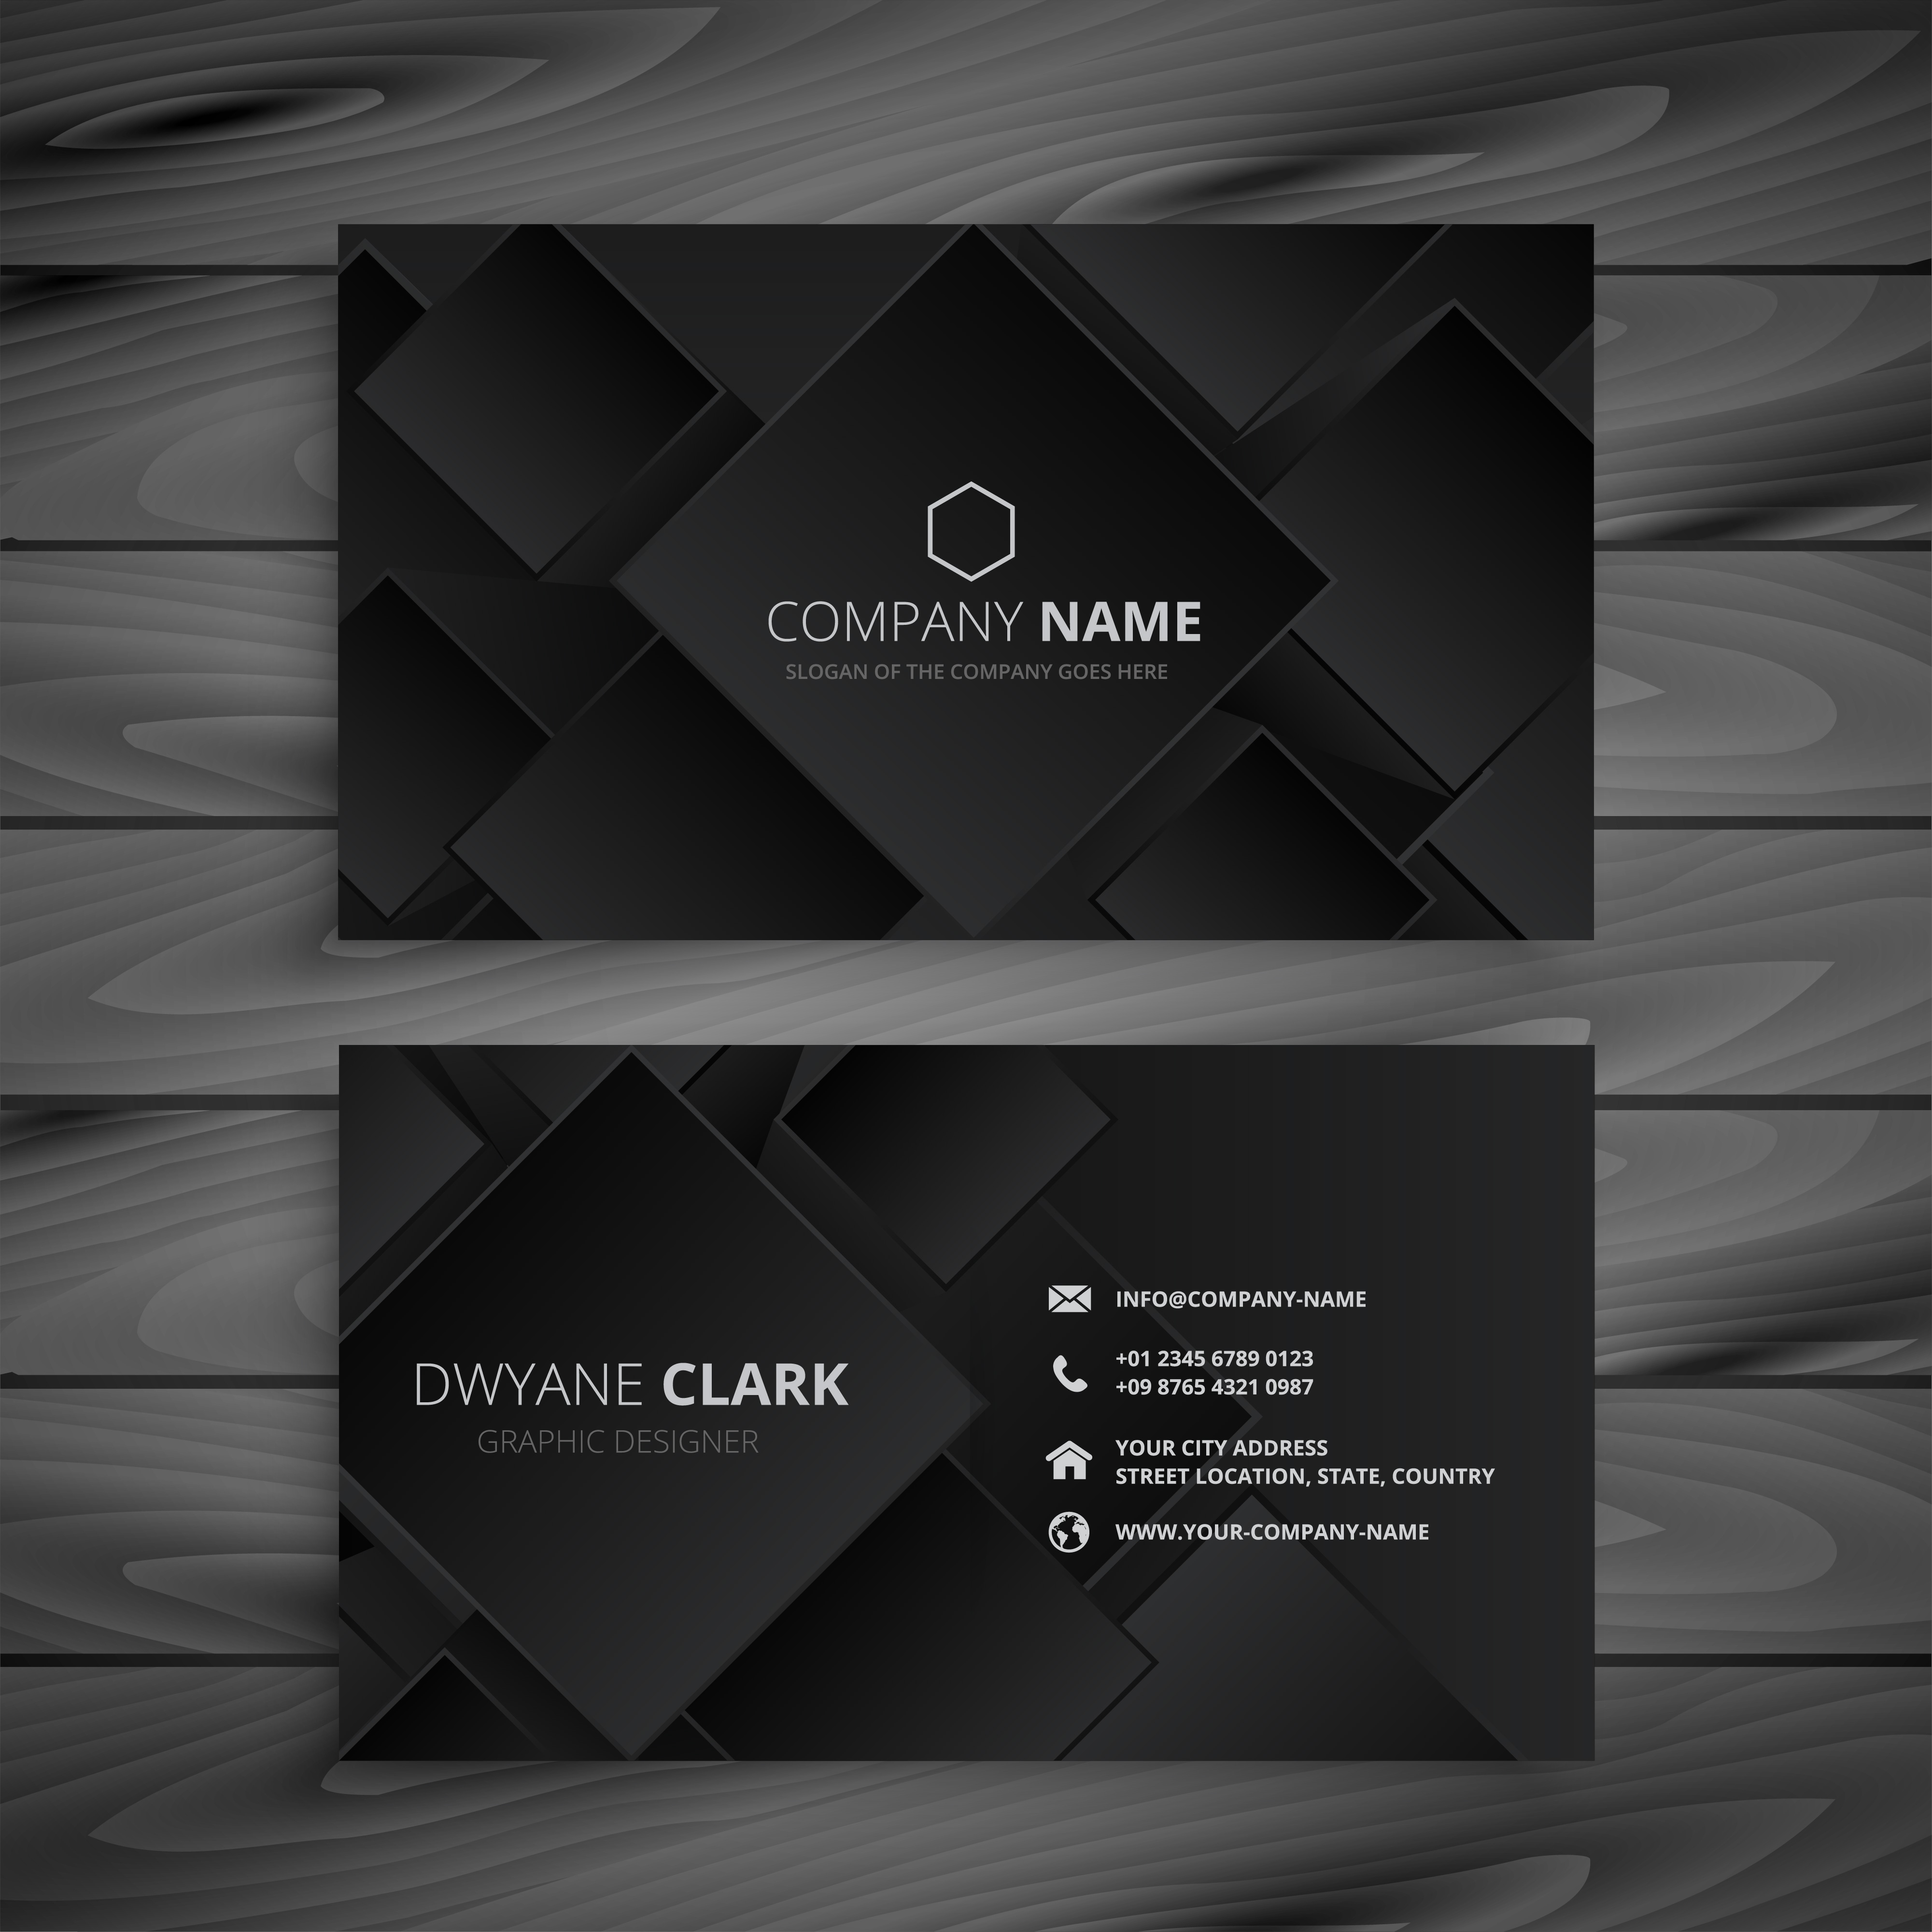 COMPANY NAME
SLOGAN OF THE COMPANY GOES HERE
DWYANE CLARK
GRAPHIC DESIGNER
INFO@COMPANY-NAME
+01 2345 6789 0123
+09 8765 4321 0987
YOUR CITY ADDRESS
STREET LOCATION, STATE, COUNTRY
WWW.YOUR-COMPANY-NAME